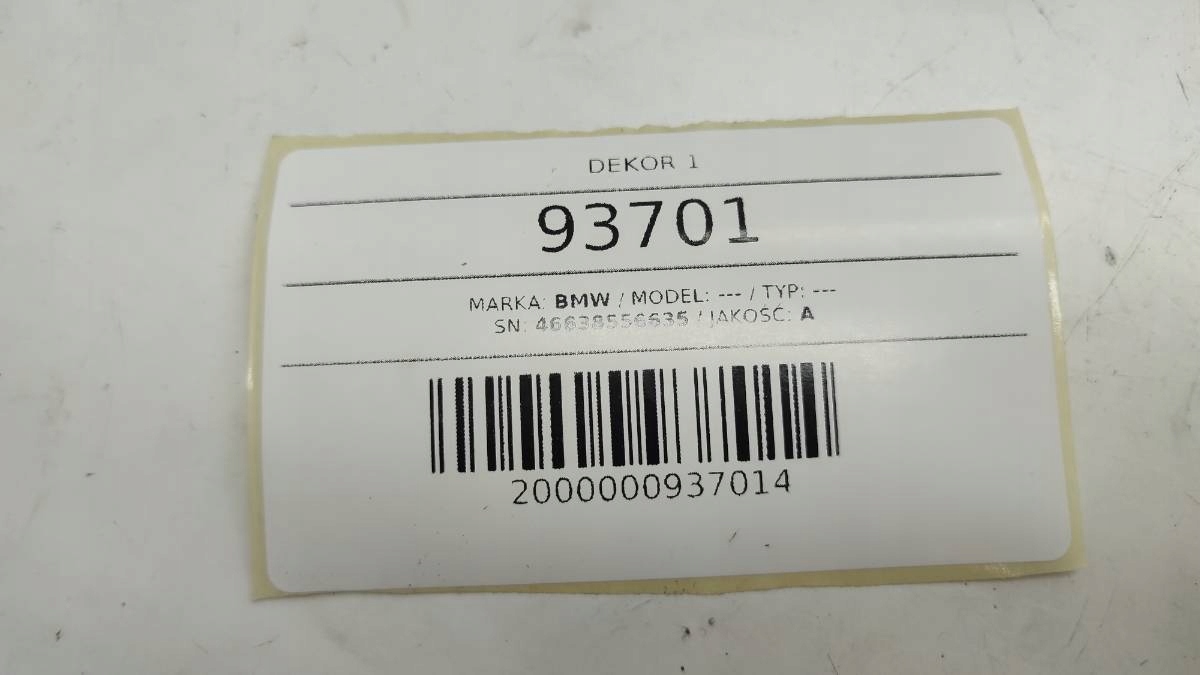 DEKOR 1
93701
MARKA: BMW / MODEL: --- / TYP: ---
SN: 46638556635 / JAKOŚĆ: A
2000000937014